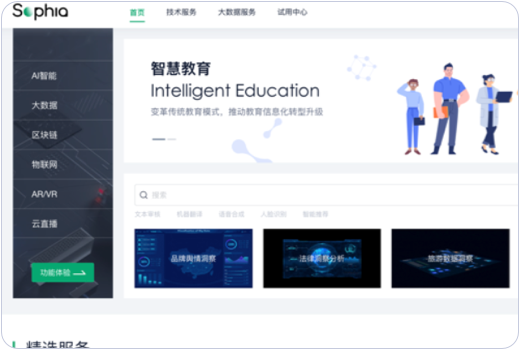 Sophia
首页 技术服务 大数据服务 试用中心
AI智能
大数据
区块链
物联网
AR/VR
云直播
功能体验
智慧教育
Intelligent Education
变革传统教育模式，推动教育信息化转型升级
搜索
文本审核 机器翻译 语音合成 人脸识别 智能推荐
品牌舆情洞察 法律洞察分析 旅游数据洞察
精选服务